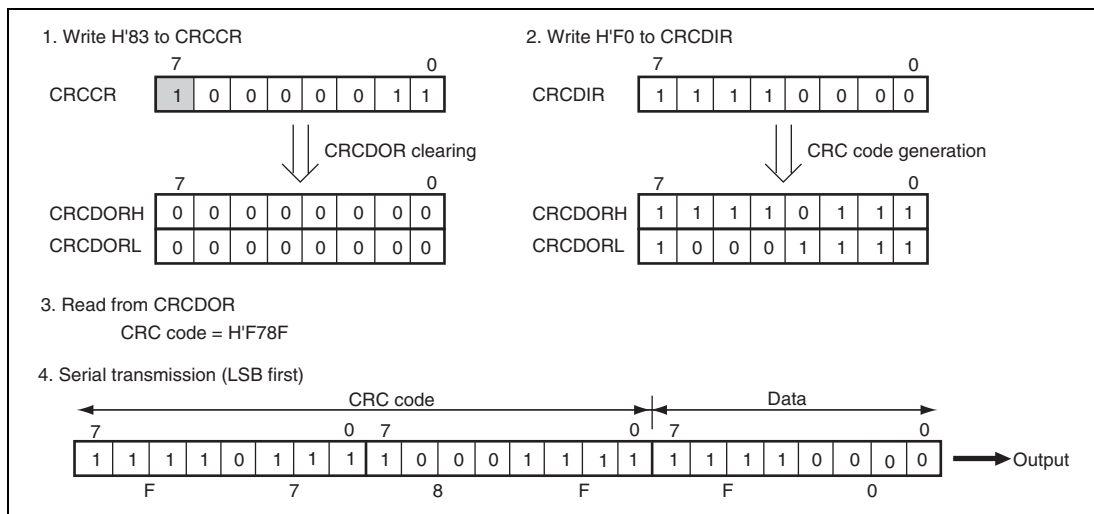 1. Write H'83 to CRCCR
7 0
CRCCR 1 0 0 0 0 0 1 1
CRCDOR clearing
7 0
CRCDORH 0 0 0 0 0 0 0 0
CRCDORL 0 0 0 0 0 0 0 0
2. Write H'F0 to CRCDIR
7 0
CRCDIR 1 1 1 1 0 0 0 0
CRC code generation
7 0
CRCDORH 1 1 1 1 0 1 1 1
CRCDORL 1 0 0 0 1 1 1 1
3. Read from CRCDOR
CRC code = H'F78F
4. Serial transmission (LSB first)
CRC code Data
7 0 7 0 7 0
1 1 1 1 0 1 1 1 1 0 0 0 1 1 1 1 1 1 1 1 0 0 0 0 Output
F 7 8 F F 0